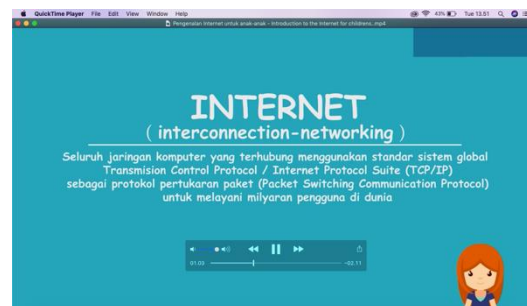 QuickTime Player File Edit View Window Help 43% Tue 13.51
Pengenalan Internet untuk anak-anak - Introduction to the Internet for childrens..mp4
INTERNET
( interconnection-networking )
Seluruh jaringan komputer yang terhubung menggunakan standar sistem global
Transmision Control Protocol / Internet Protocol Suite (TCP/IP)
sebagai protokol pertukaran paket (Packet Switching Communication Protocol)
untuk melayani milyaran pengguna di dunia
01.03 -02.11